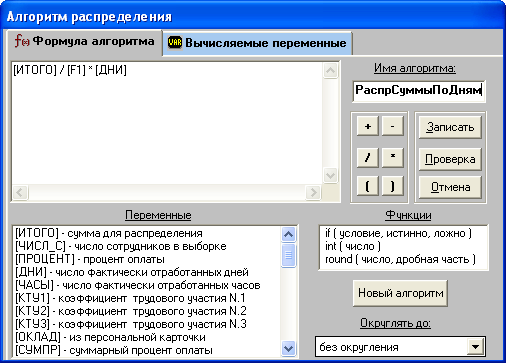 Алгоритм распределения
f(x) Формула алгоритма
VAR Вычисляемые переменные
[ИТОГО] / [F1] * [ДНИ]
Имя алгоритма:
РаспрСуммыПоДням
+ -
/ *
( )
Записать
Проверка
Отмена
Переменные
[ИТОГО] - сумма для распределения
[ЧИСЛ_С] - число сотрудников в выборке
[ПРОЦЕНТ] - процент оплаты
[ДНИ] - число фактически отработанных дней
[ЧАСЫ] - число фактически отработанных часов
[КТУ1] - коэффициент трудового участия N.1
[КТУ2] - коэффициент трудового участия N.2
[КТУ3] - коэффициент трудового участия N.3
[ОКЛАД] - из персональной карточки
[СУМПР] - суммарный процент оплаты
Функции
if ( условие, истинно, ложно )
int ( число )
round ( число, дробная часть )
Новый алгоритм
Округлять до:
без округления